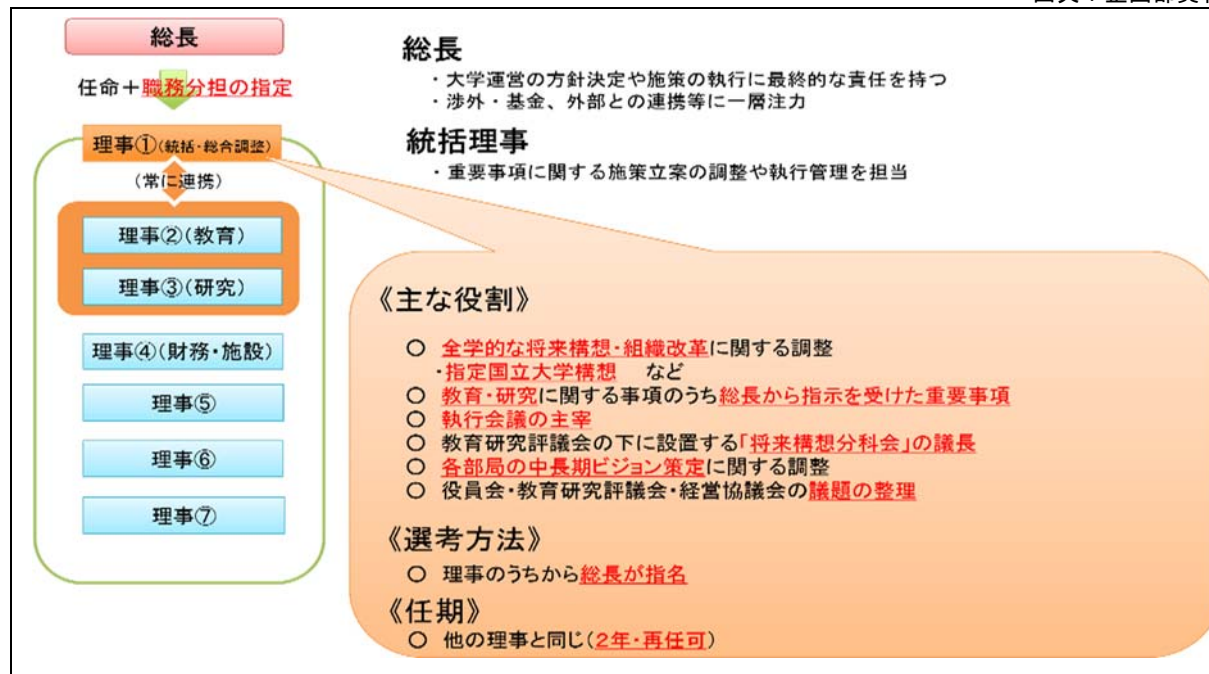 総長
任命+職務分担の指定
理事①(統括・総合調整)
(常に連携)
理事②(教育)
理事③(研究)
理事④(財務・施設)
理事⑤
理事⑥
理事⑦
総長
・大学運営の方針決定や施策の執行に最終的な責任を持つ
・渉外・基金、外部との連携等に一層注力
統括理事
・重要事項に関する施策立案の調整や執行管理を担当
《主な役割》
○ 全学的な将来構想・組織改革に関する調整
・指定国立大学構想 など
○ 教育・研究に関する事項のうち総長から指示を受けた重要事項
○ 執行会議の主宰
○ 教育研究評議会の下に設置する「将来構想分科会」の議長
○ 各部局の中長期ビジョン策定に関する調整
○ 役員会・教育研究評議会・経営協議会の議題の整理
《選考方法》
○ 理事のうちから総長が指名
《任期》
○ 他の理事と同じ(2年・再任可)